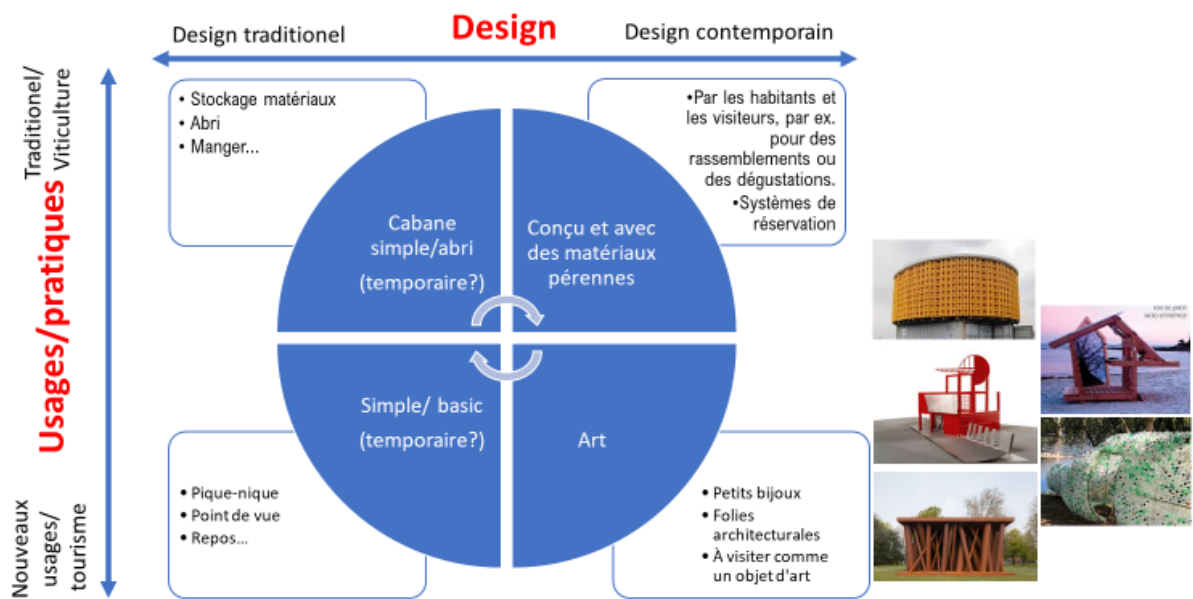 Design traditionel
Design
Design contemporain
Traditionel/
Viticulture
Usages/pratiques
Nouveaux
usages/
tourisme
• Stockage matériaux
• Abri
• Manger...
•Par les habitants et
les visiteurs, par ex.
pour des
rassemblements ou
des dégustations.
•Systèmes de
réservation
Cabane
simple/abri
(temporaire?)
Conçu et avec
des matériaux
pérennes
Simple/ basic
(temporaire?)
Art
• Pique-nique
• Point de vue
• Repos...
• Petits bijoux
• Folies
architecturales
• À visiter comme
un objet d'art